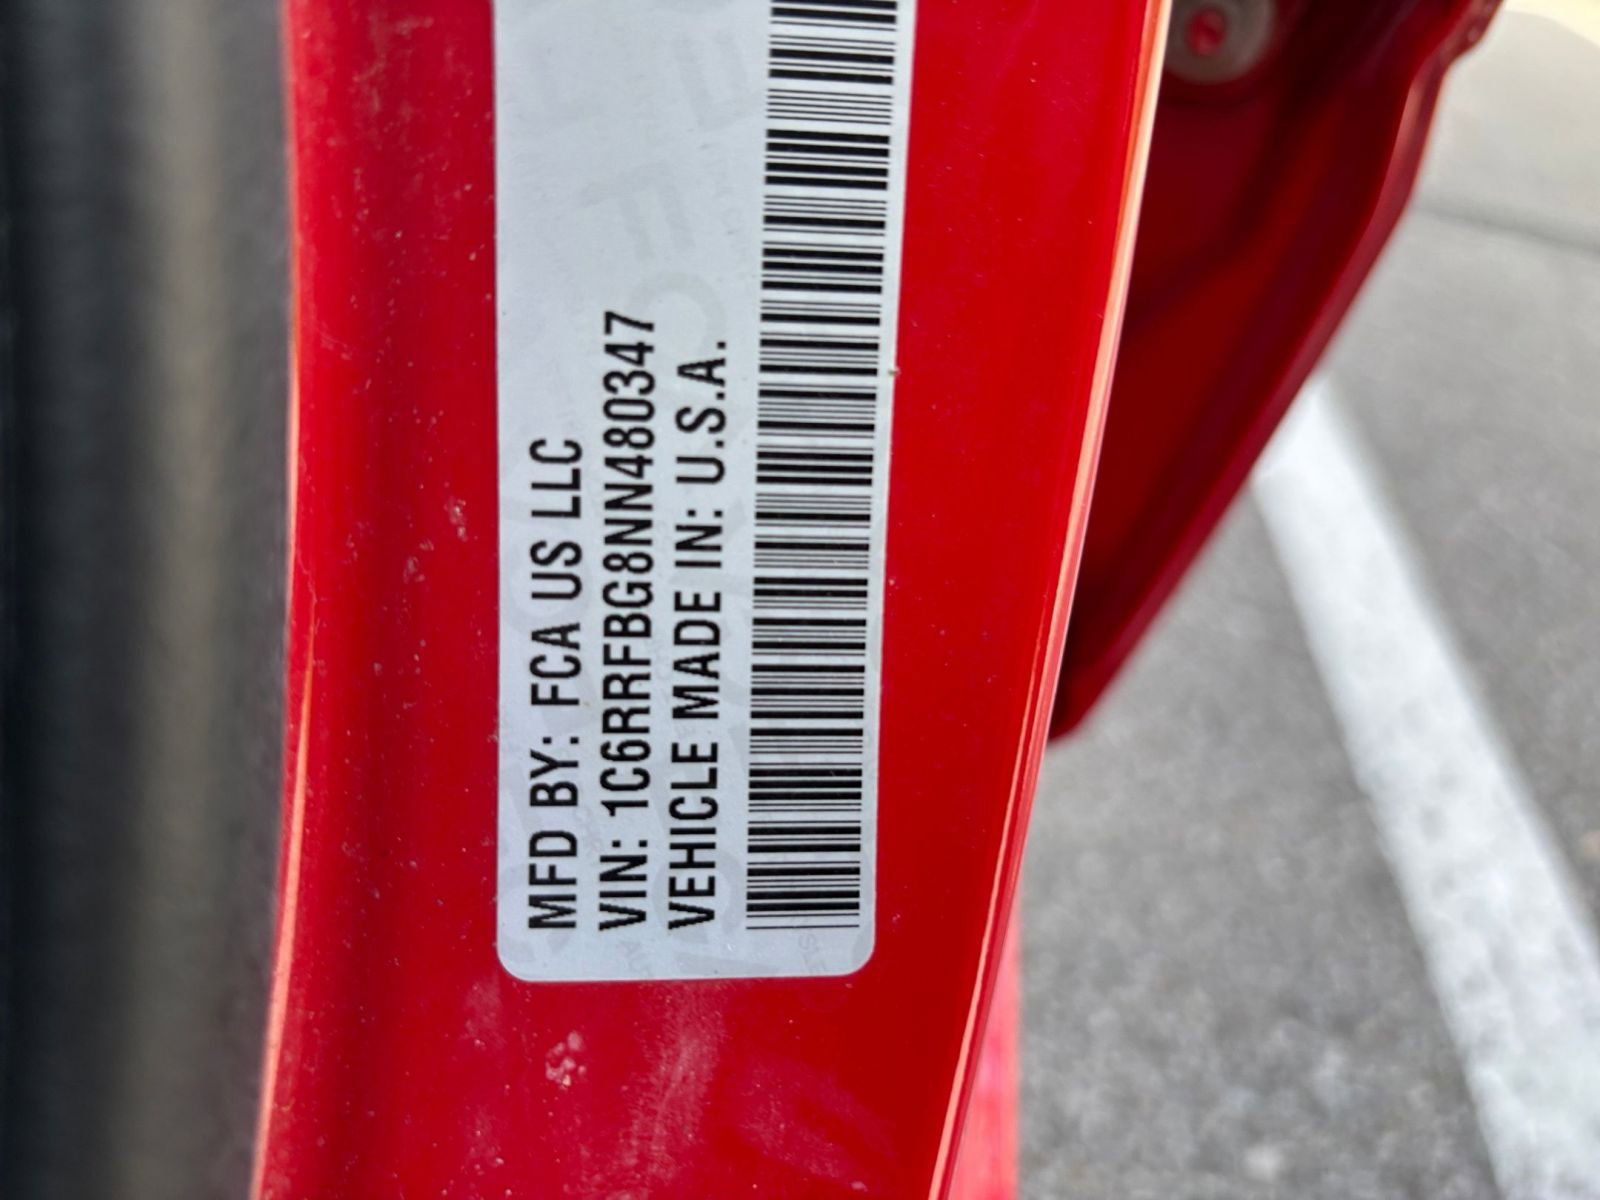 MFD BY: FCA US LLC
VIN: 1C6RRFBG8NN480347
VEHICLE MADE IN: U.S.A.